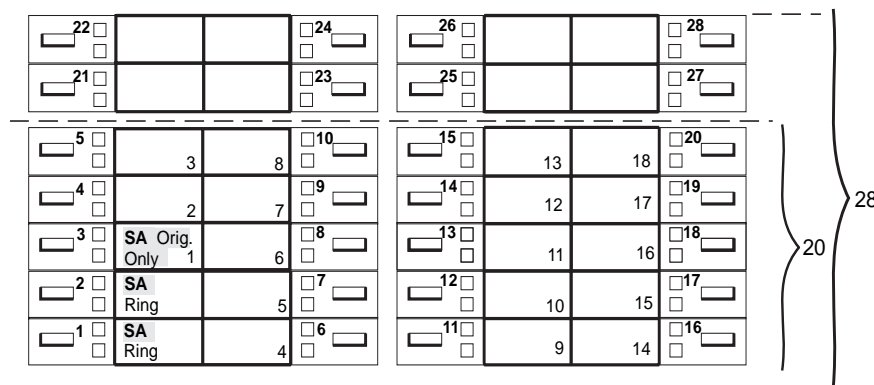 22 24 26 28
21 23 25 27
5 3 8 10 15 13 18 20
4 2 7 9 14 12 17 19
3 SA Orig. Only 1 6 8 13 11 16 18
2 SA Ring 5 7 12 10 15 17
1 SA Ring 4 6 11 9 14 16
20
28